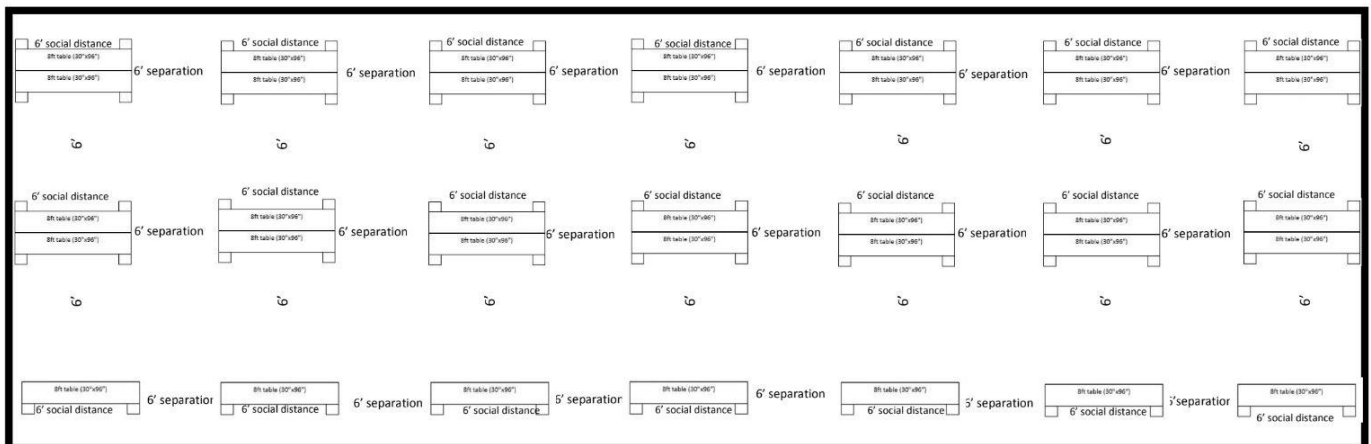 6’ social distance 6’ social distance 6’ social distance 6’ social distance 6’ social distance 6’ social distance 6’ social distance
8ft table (30"x96") 8ft table (30"x96") 8ft table (30"x96") 8ft table (30"x96") 8ft table (30"x96") 8ft table (30"x96") 8ft table (30"x96")
6’ separation 6’ separation 6’ separation 6’ separation 6’ separation 6’ separation
8ft table (30"x96") 8ft table (30"x96") 8ft table (30"x96") 8ft table (30"x96") 8ft table (30"x96") 8ft table (30"x96") 8ft table (30"x96")
6’ 6’ 6’ 6’ 6’ 6’ 6’
6’ social distance 6’ social distance 6’ social distance 6’ social distance 6’ social distance 6’ social distance 6’ social distance
8ft table (30"x96") 8ft table (30"x96") 8ft table (30"x96") 8ft table (30"x96") 8ft table (30"x96") 8ft table (30"x96") 8ft table (30"x96")
6’ separation 6’ separation 6’ separation 6’ separation 6’ separation 6’ separation
8ft table (30"x96") 8ft table (30"x96") 8ft table (30"x96") 8ft table (30"x96") 8ft table (30"x96") 8ft table (30"x96") 8ft table (30"x96")
6’ 6’ 6’ 6’ 6’ 6’ 6’
8ft table (30"x96") 8ft table (30"x96") 8ft table (30"x96") 8ft table (30"x96") 8ft table (30"x96") 8ft table (30"x96") 8ft table (30"x96")
6’ separation 6’ separation 6’ separation 6’ separation 6’ separation 6’separation
6’ social distance 6’ social distance 6’ social distance 6’ social distance 6’ social distance 6’ social distance 6’ social distance